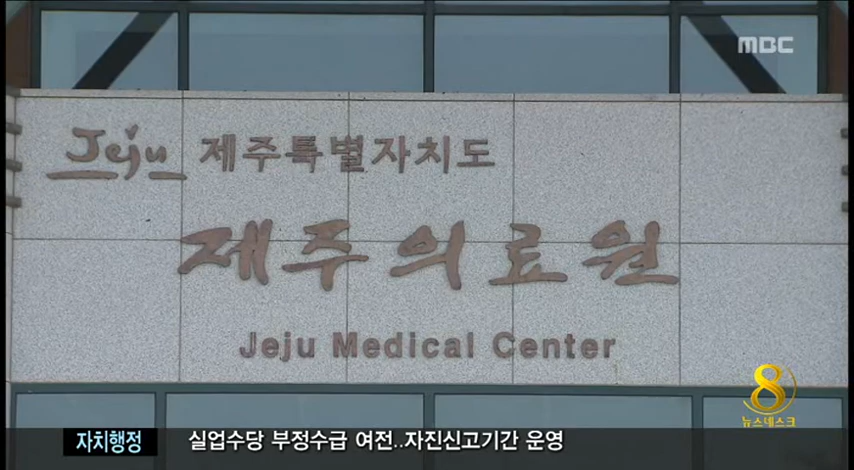 MBC
Jeju 제주특별자치도
제주의료원
Jeju Medical Center
8
뉴스데스크
자치행정 실업수당 부정수급 여전..자진신고기간 운영